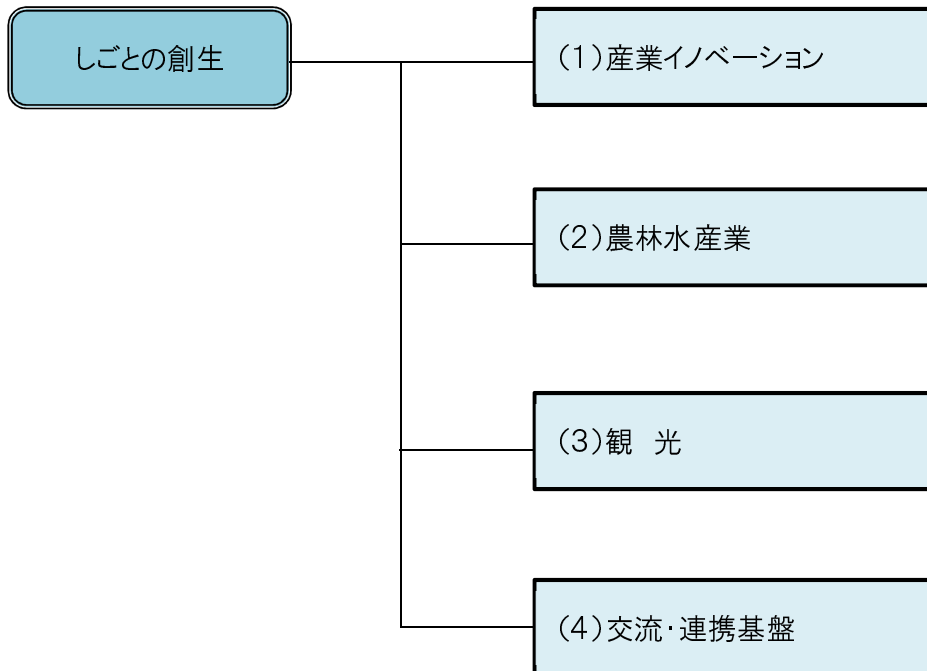 しごとの創生
(1)産業イノベーション
(2)農林水産業
(3)観　光
(4)交流・連携基盤